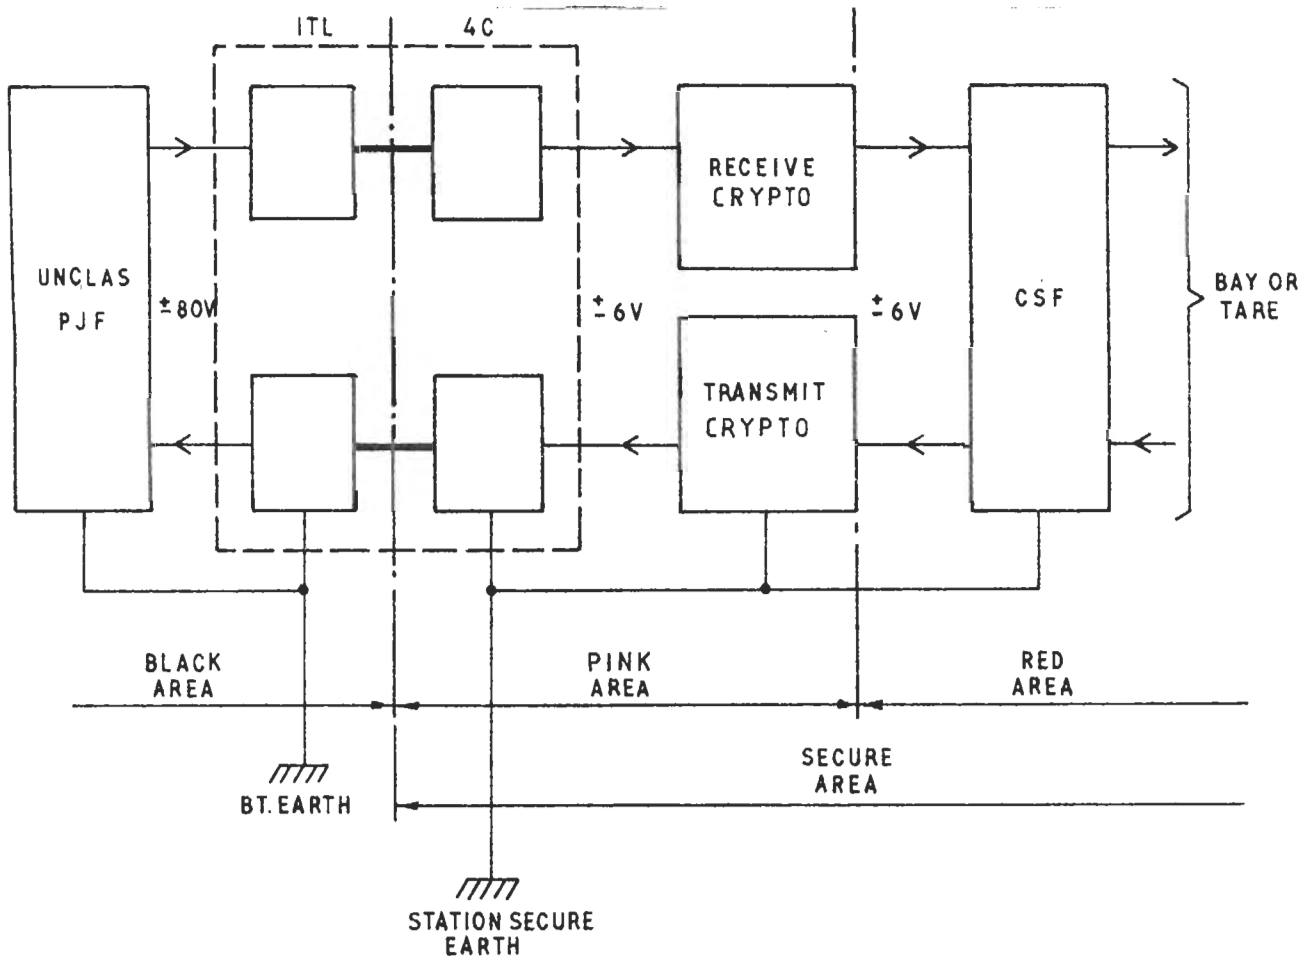 ITL
4C
UNCLAS
PJF
±80V
RECEIVE
CRYPTO
±6V
TRANSMIT
CRYPTO
±6V
CSF
BAY OR
TARE
BLACK
AREA
PINK
AREA
RED
AREA
SECURE
AREA
BT. EARTH
STATION SECURE
EARTH